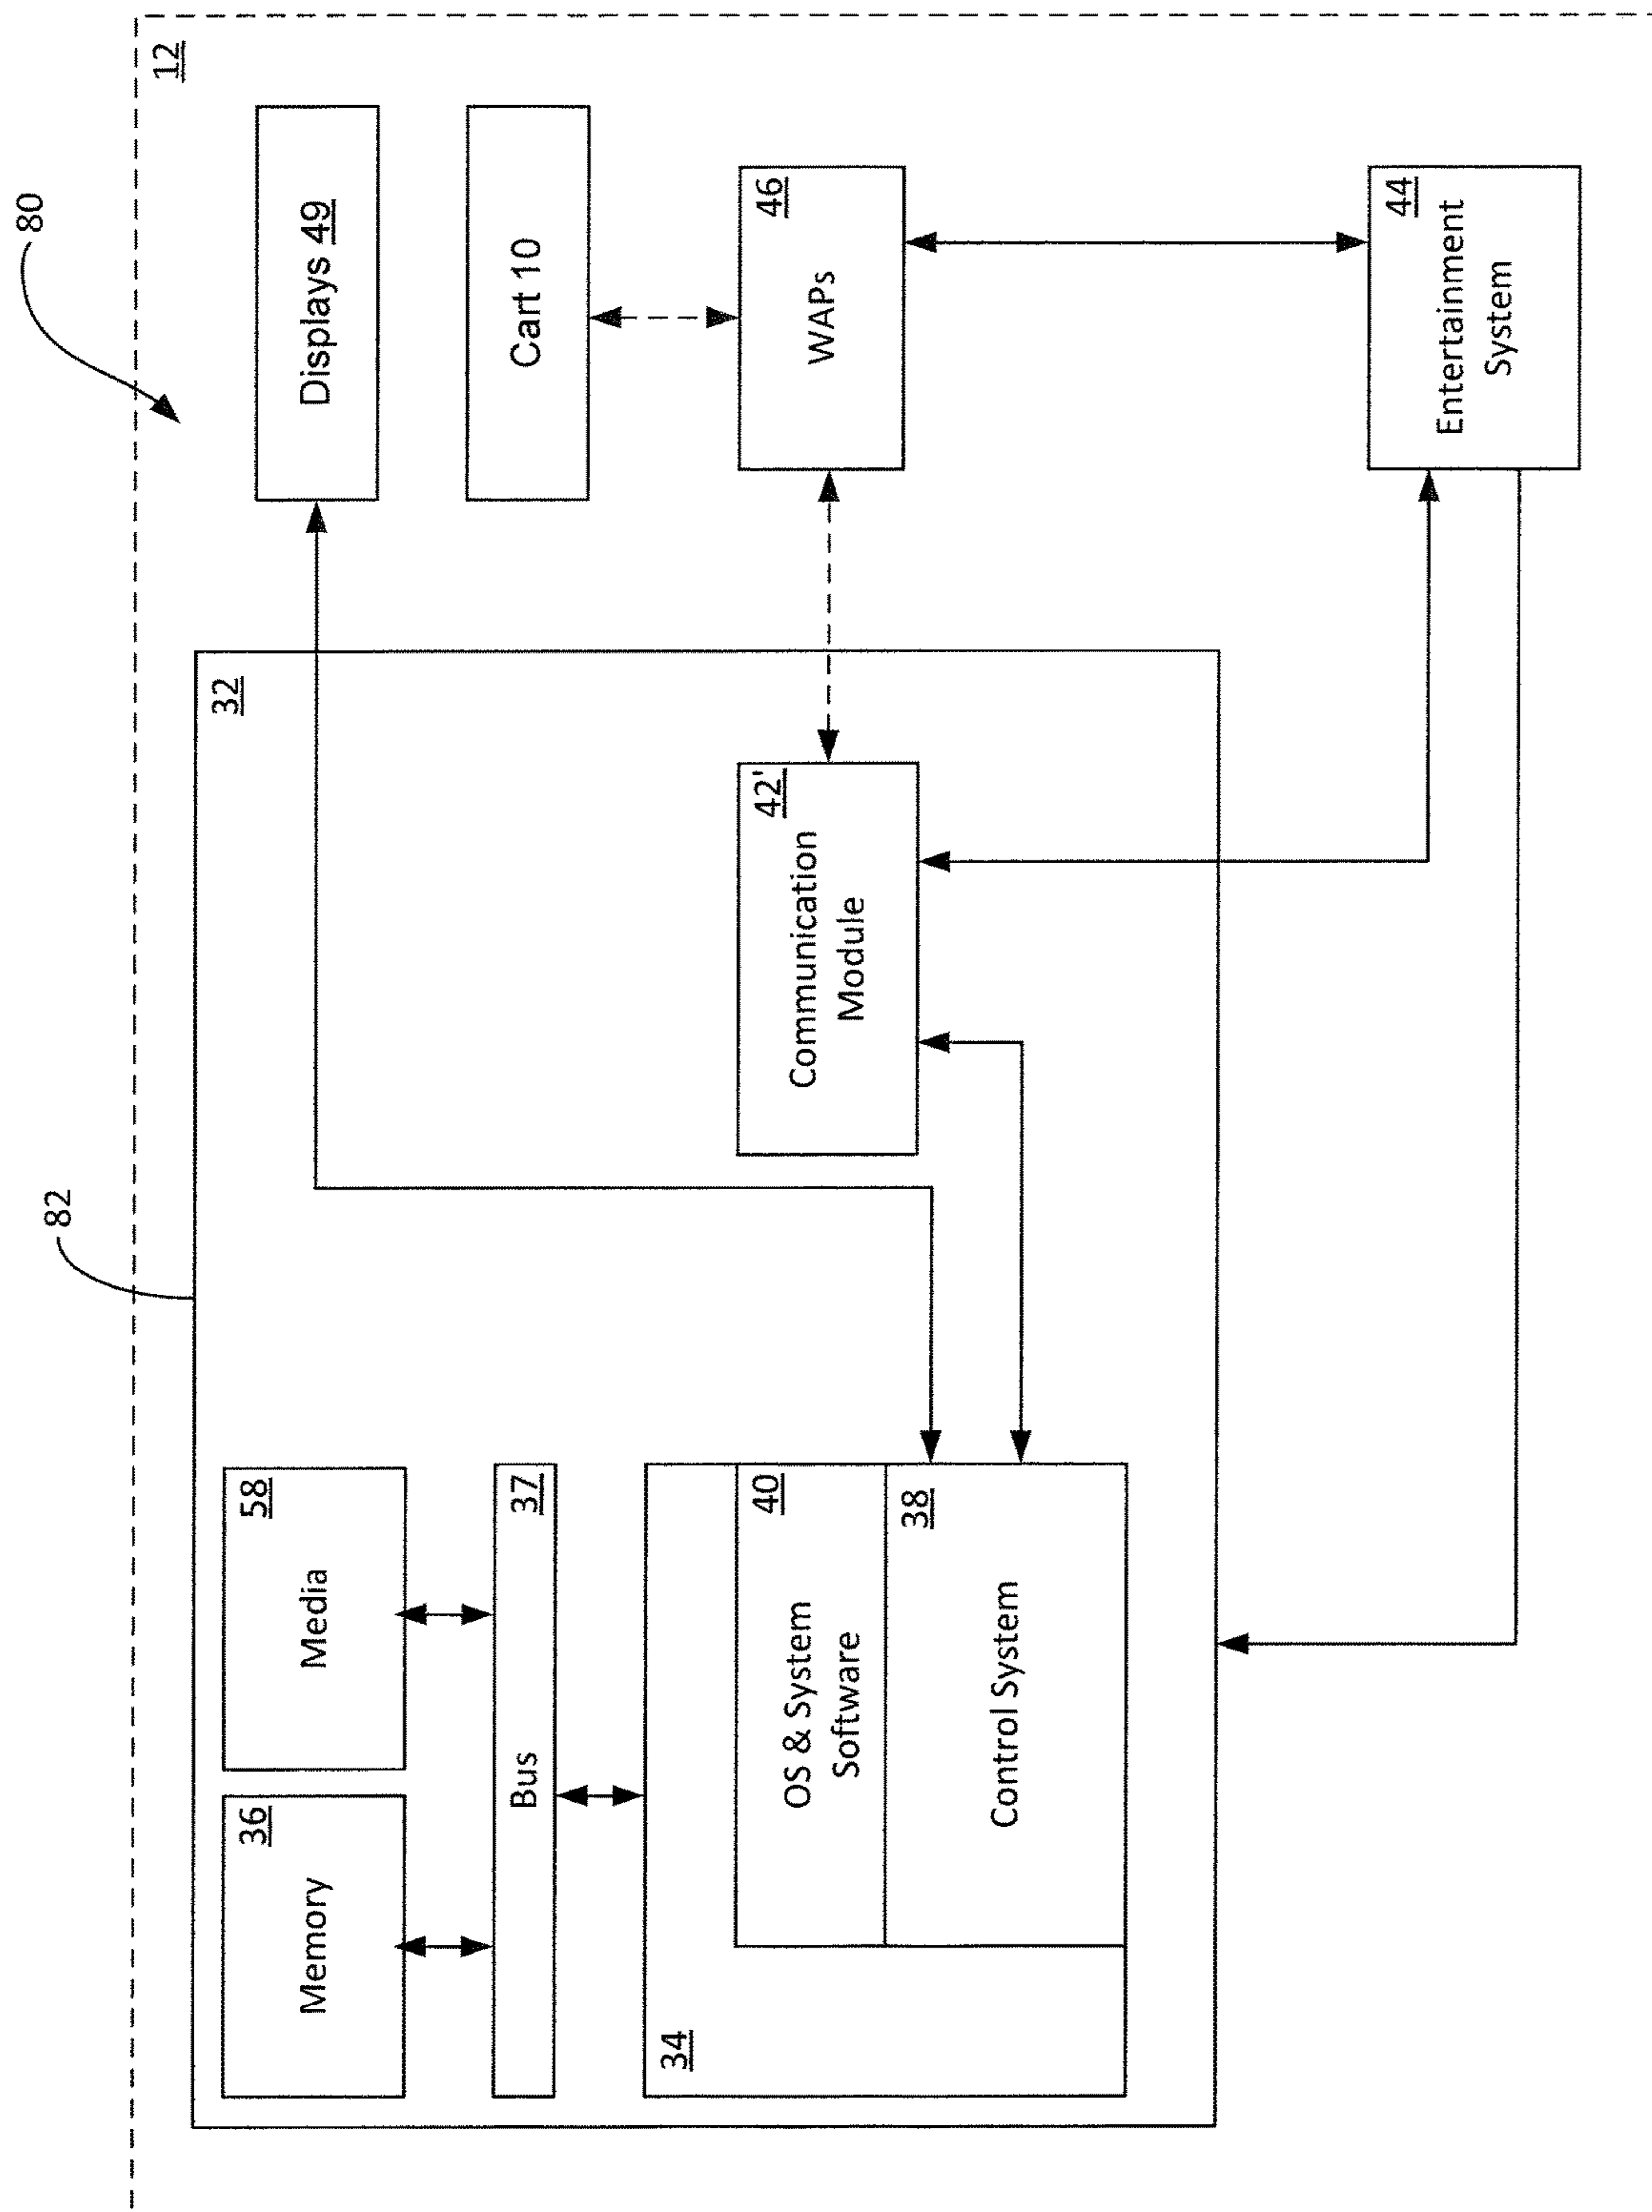 82
80
12
32
36
Memory
58
Media
Displays 49
37
Bus
Cart 10
34
40
OS & System
Software
42'
Communication
Module
46
WAPs
38
Control System
44
Entertainment
System